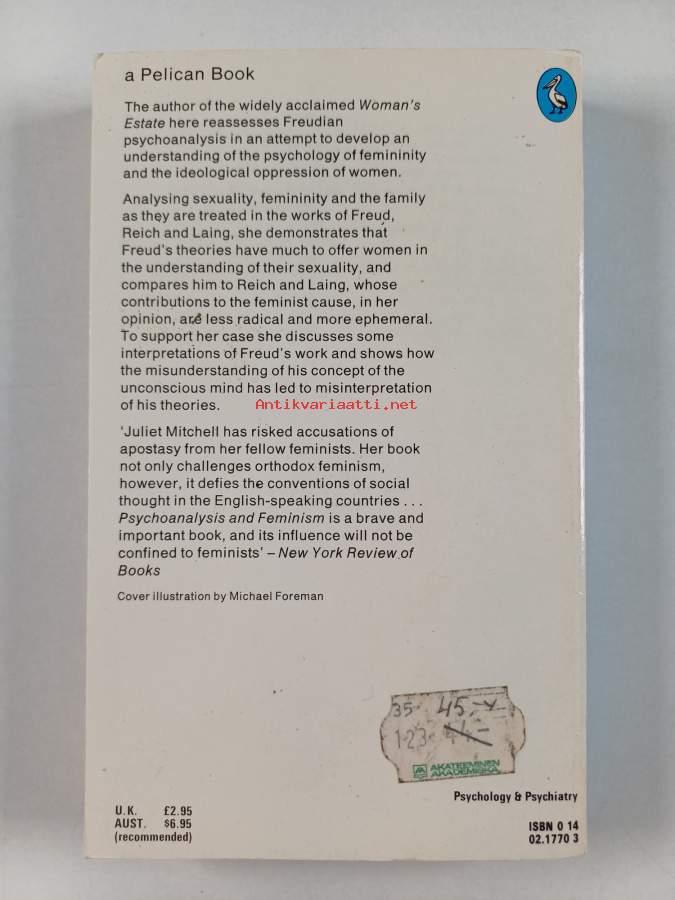 a Pelican Book
The author of the widely acclaimed Woman's
Estate here reassesses Freudian
psychoanalysis in an attempt to develop an
understanding of the psychology of femininity
and the ideological oppression of women.
Analysing sexuality, femininity and the family
as they are treated in the works of Freud,
Reich and Laing, she demonstrates that
Freud's theories have much to offer women in
the understanding of their sexuality, and
compares him to Reich and Laing, whose
contributions to the feminist cause, in her
opinion, are less radical and more ephemeral.
To support her case she discusses some
interpretations of Freud's work and shows how
the misunderstanding of his concept of the
unconscious mind has led to misinterpretation
of his theories.
Antikvariaatti.net
'Juliet Mitchell has risked accusations of
apostasy from her fellow feminists. Her book
not only challenges orthodox feminism,
however, it defies the conventions of social
thought in the English-speaking countries ...
Psychoanalysis and Feminism is a brave and
important book, and its influence will not be
confined to feminists' – New York Review of
Books
Cover illustration by Michael Foreman
35 45,-
123 44,-
AKATEEMINEN
AKADEMISKA
Psychology & Psychiatry
U.K. £2.95
AUST. $6.95
(recommended)
ISBN 0 14
02.1770 3